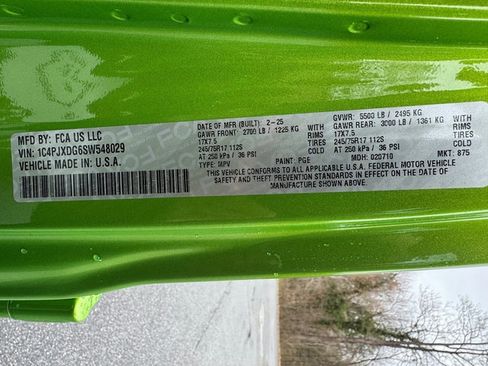 MFD BY: FCA US LLC
VIN: 1C4PJXDG6SW548029
VEHICLE MADE IN: U.S.A.
DATE OF MFR (BUILT): 2-25
GAWR FRONT: 2700 LB / 1225 KG
WITH
17X7.5
RIMS
245/75R17 112S
TIRES
AT 250 kPa / 36 PSI
COLD
TYPE: MPV
PAINT: PGE
GVWR: 5500 LB / 2495 KG
GAWR REAR: 3000 LB / 1361 KG
WITH
17X7.5
RIMS
245/75R17 112S
TIRES
AT 250 kPa / 36 PSI
COLD
MDH: 020710
MKT: 875
THIS VEHICLE CONFORMS TO ALL APPLICABLE U.S.A. FEDERAL MOTOR VEHICLE
SAFETY AND THEFT PREVENTION STANDARDS IN EFFECT ON THE DATE OF
MANUFACTURE SHOWN ABOVE.